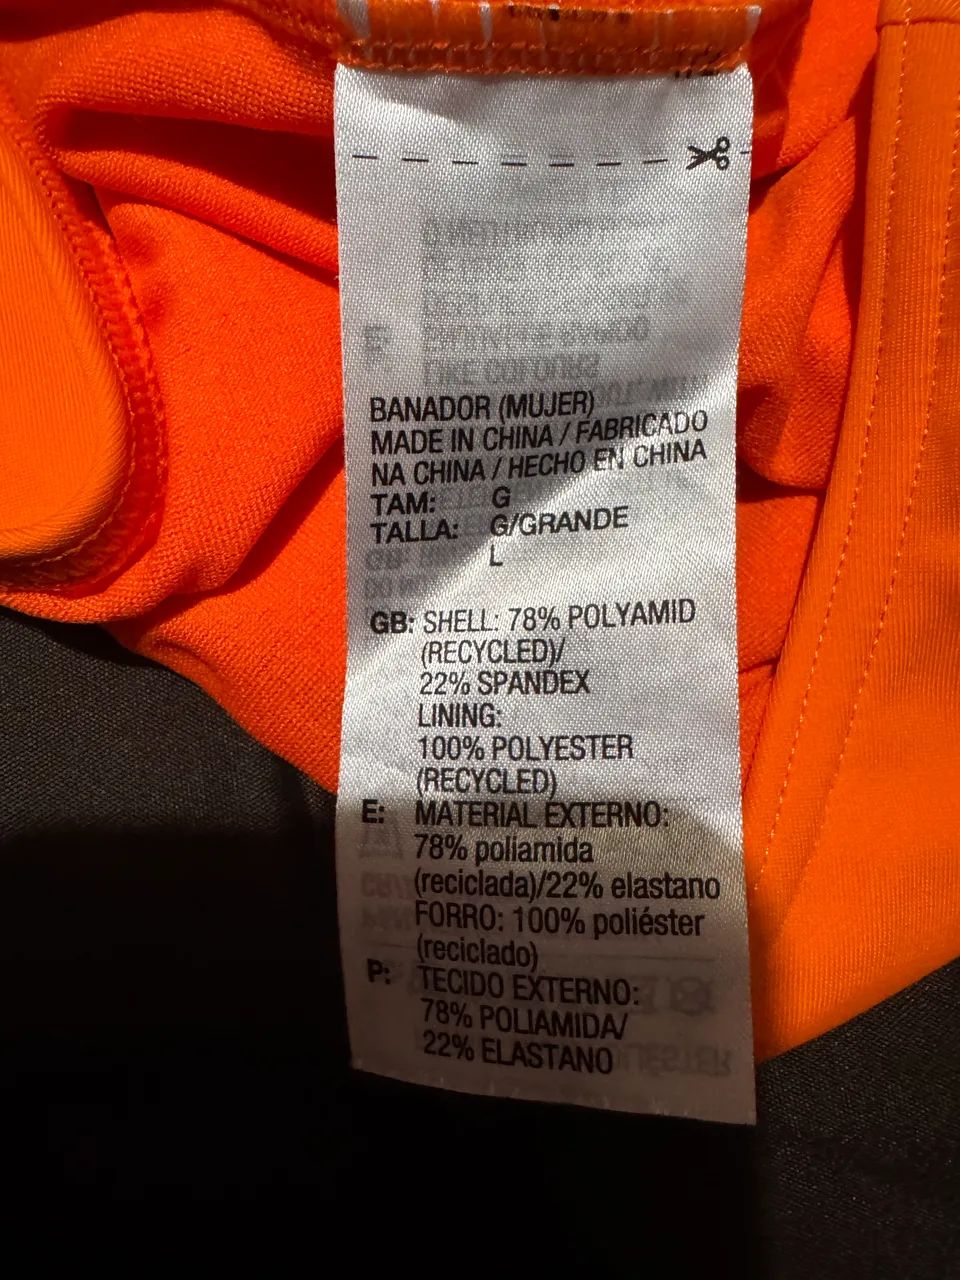 BANADOR (MUJER)
MADE IN CHINA / FABRICADO
NA CHINA / HECHO EN CHINA
TAM: G
TALLA: G/GRANDE
L
GB: SHELL: 78% POLYAMID
(RECYCLED)/
22% SPANDEX
LINING:
100% POLYESTER
(RECYCLED)
E: MATERIAL EXTERNO:
78% poliamida
(reciclada)/22% elastano
FORRO: 100% poliéster
(reciclado)
P: TECIDO EXTERNO:
78% POLIAMIDA/
22% ELASTANO